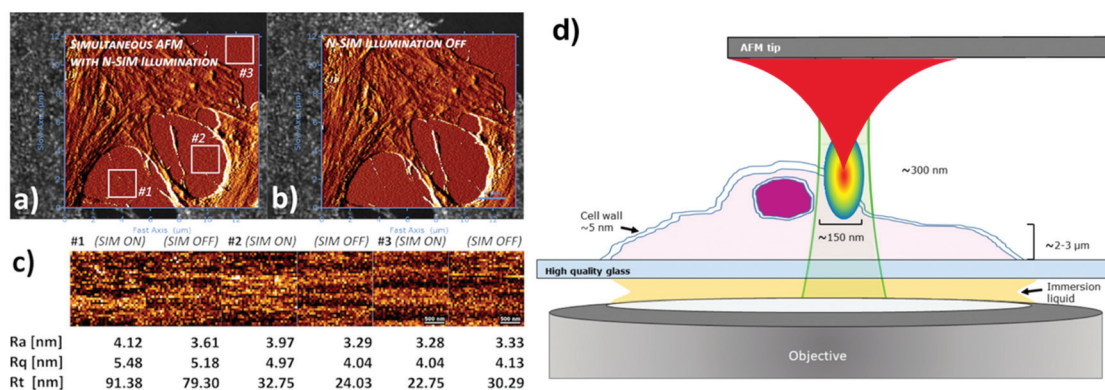 d)
SIMULTANEOUS AFM
WITH N-SIM ILLUMINATION
#3
#2
#1
a)
N-SIM ILLUMINATION OFF
b)
Fast Axis (µm)
Fast Axis (µm)
#1 (SIM ON) (SIM OFF) #2 (SIM ON) (SIM OFF) #3 (SIM ON) (SIM OFF)
c)
500 nm 500 nm
Ra [nm] 4.12 3.61 3.97 3.29 3.28 3.33
Rq [nm] 5.48 5.18 4.97 4.04 4.04 4.13
Rt [nm] 91.38 79.30 32.75 24.03 22.75 30.29
AFM tip
~300 nm
Cell wall
~5 nm
~150 nm
~2-3 µm
High quality glass
Immersion
liquid
Objective